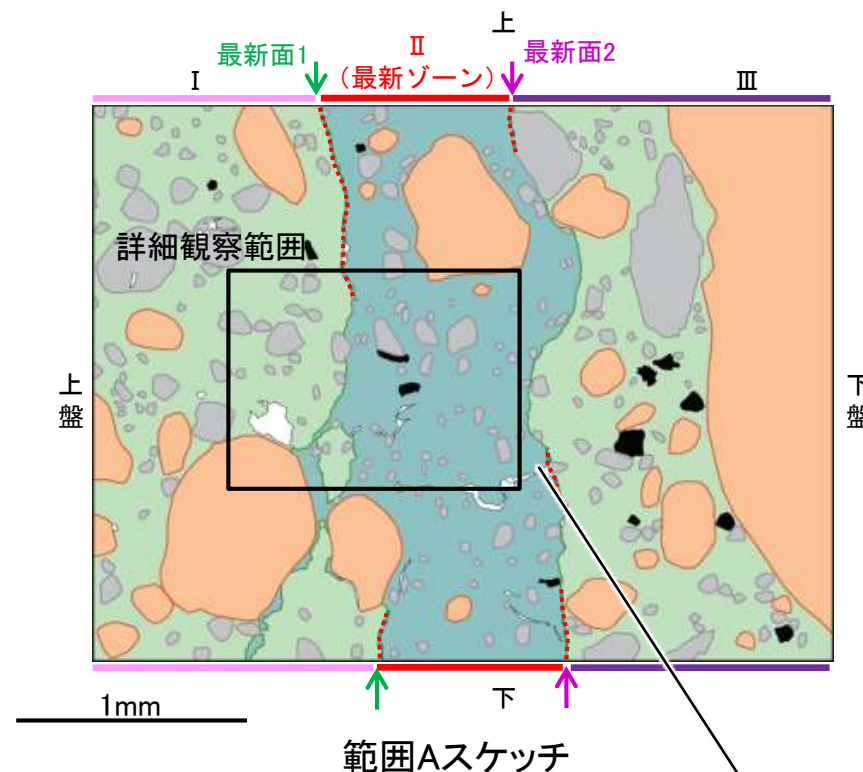 上
最新面1
Ⅱ
（最新ゾーン）
最新面2
Ⅰ
Ⅲ
詳細観察範囲
上盤
下盤
下
1mm
範囲Aスケッチ